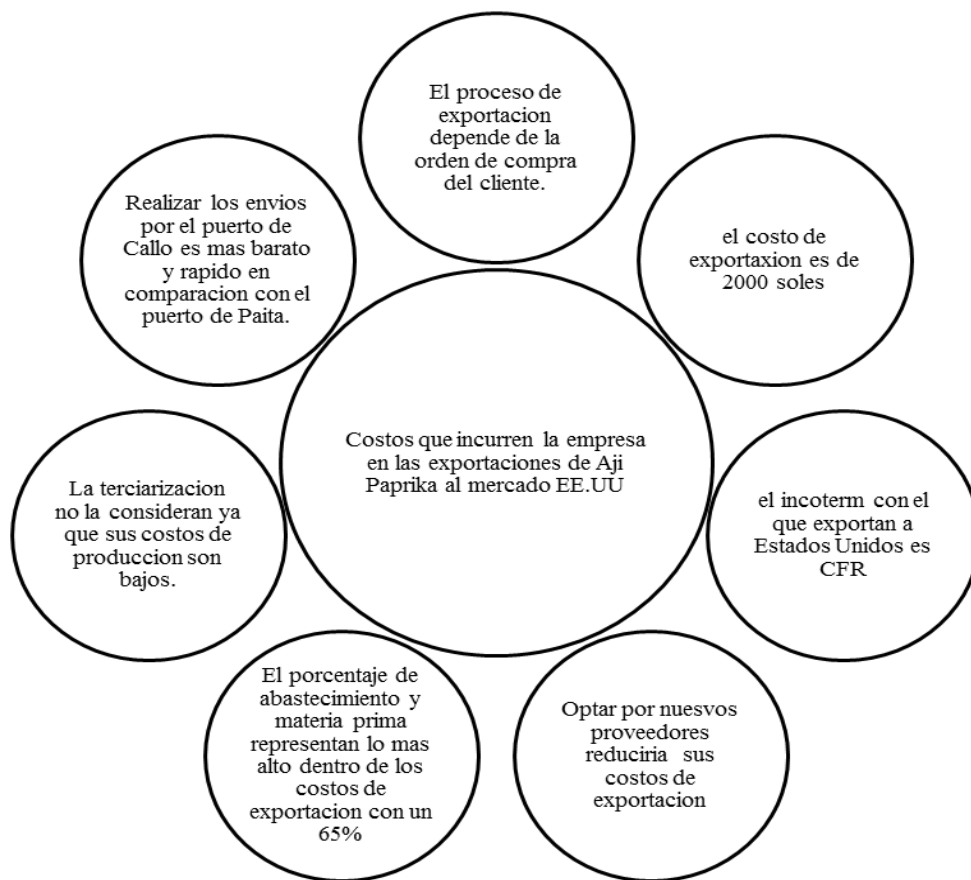 El proceso de
exportacion
depende de la
orden de compra
del cliente.
el costo de
exportaxion es de
2000 soles
el incoterm con el
que exportan a
Estados Unidos es
CFR
Optar por nuesvos
proveedores
reduciria sus
costos de
exportacion
El porcentaje de
abastecimiento y
materia prima
representan lo mas
alto dentro de los
costos de
exportacion con un
65%
La terciarizacion
no la consideran ya
que sus costos de
produccion son
bajos.
Realizar los envios
por el puerto de
Callo es mas barato
y rapido en
comparacion con el
puerto de Paita.
Costos que incurren la empresa
en las exportaciones de Aji
Paprika al mercado EE.UU